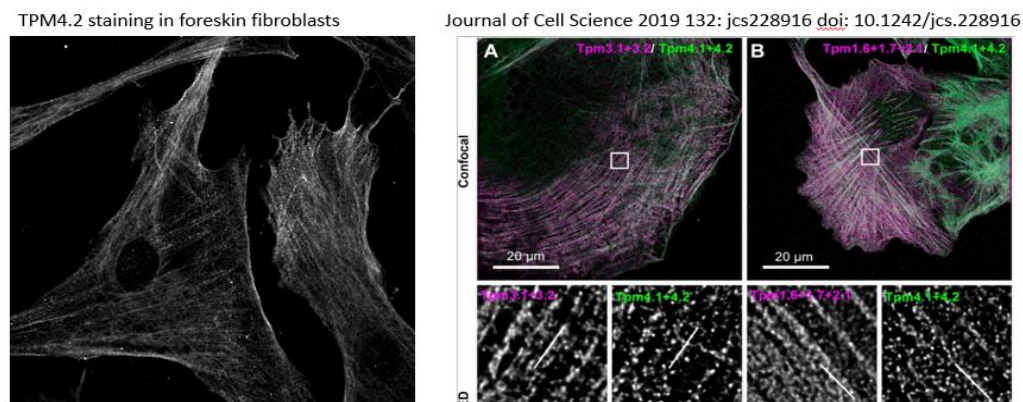 TPM4.2 staining in foreskin fibroblasts
Journal of Cell Science 2019 132: jcs228916 doi: 10.1242/jcs.228916
A
Tpm3.1+3.2/ Tpm4.1+4.2
B
Tpm1.6+1.7+2.1/ Tpm4.1+4.2
Confocal
20 µm
20 µm
Tpm3.1+3.2
Tpm4.1+4.2
Tpm1.6+1.7+2.1
Tpm4.1+4.2